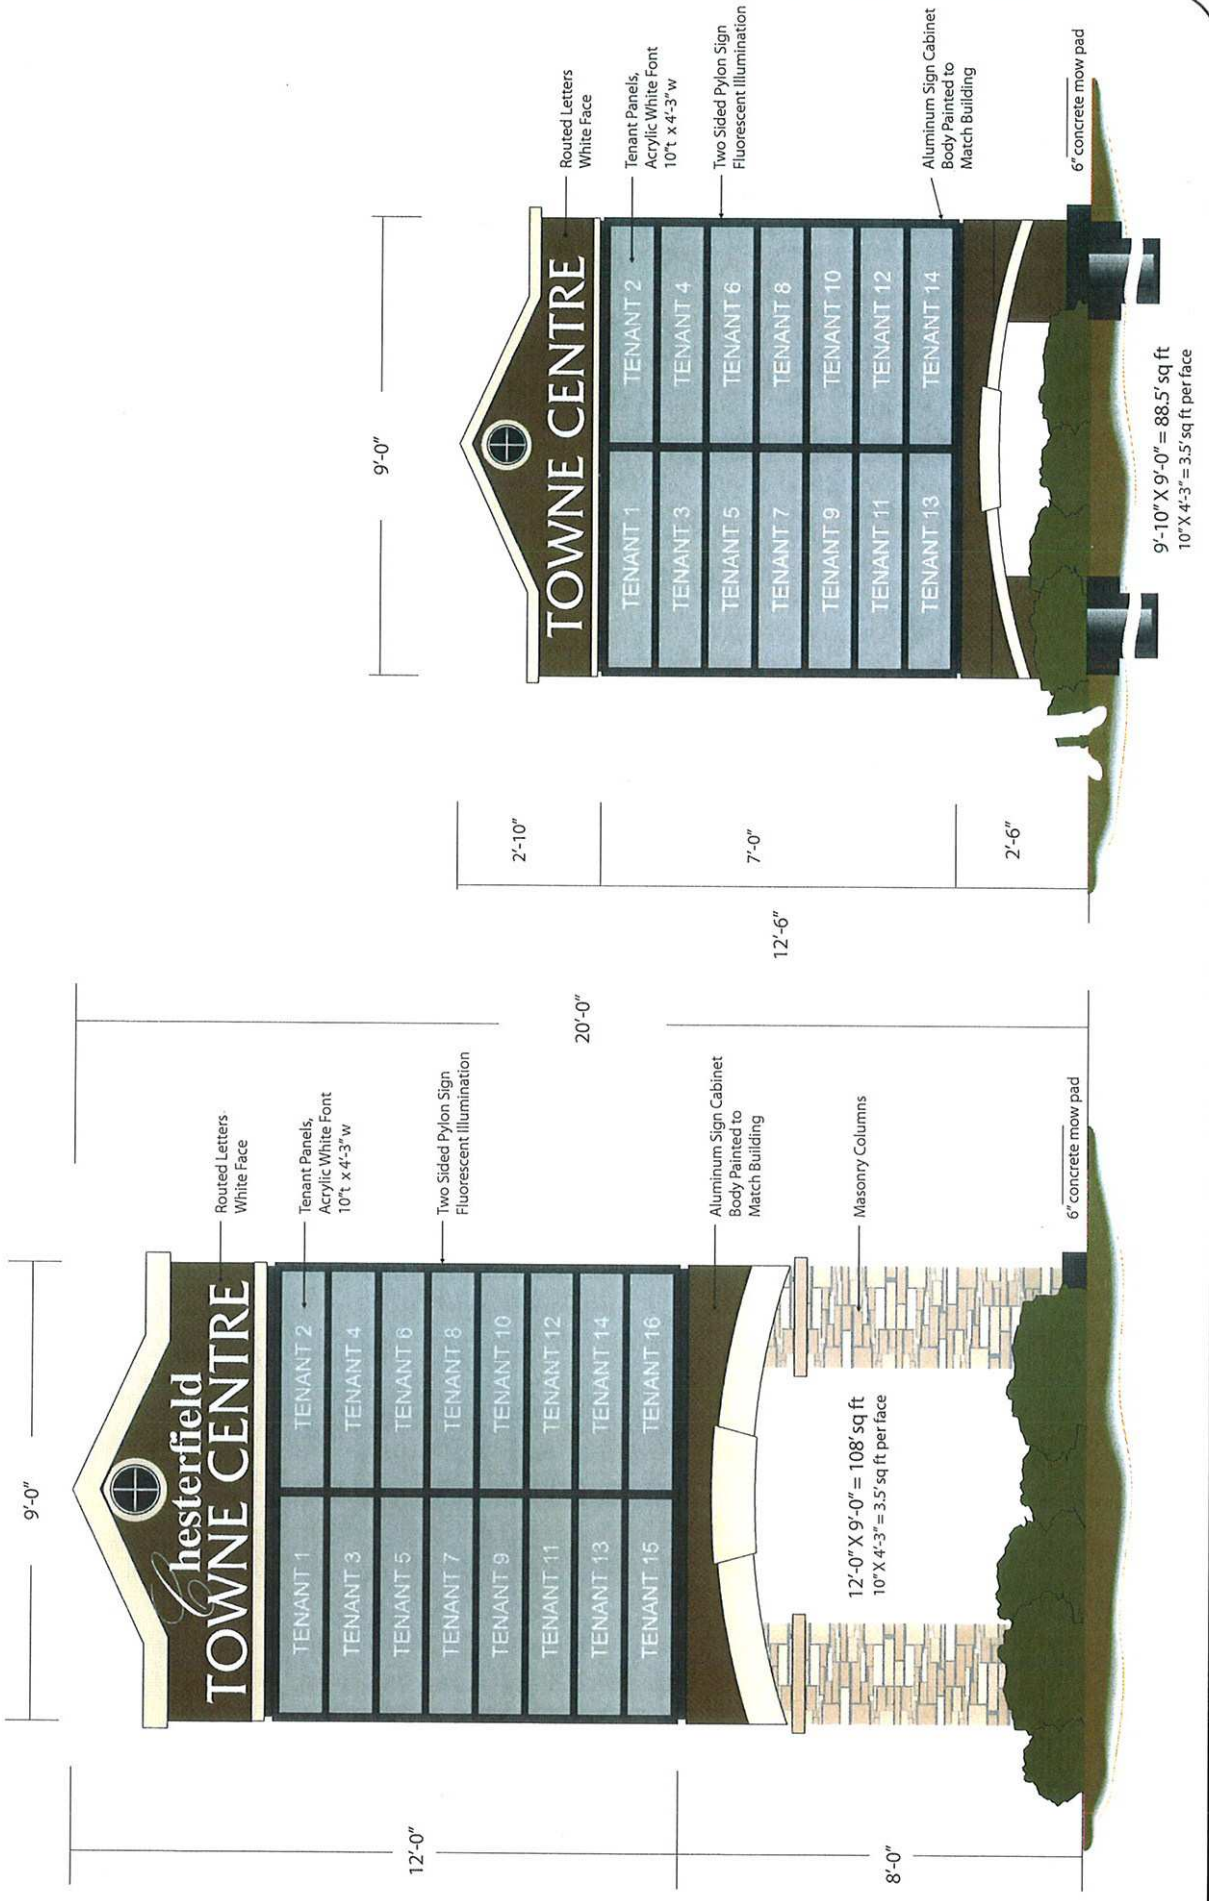 9'-0"
Chesterfield
TOWNE CENTRE
TENANT 1
TENANT 2
TENANT 3
TENANT 4
TENANT 5
TENANT 6
TENANT 7
TENANT 8
TENANT 9
TENANT 10
TENANT 11
TENANT 12
TENANT 13
TENANT 14
TENANT 15
TENANT 16
12'-0"
8'-0"
20'-0"
Routed Letters
White Face
Tenant Panels,
Acrylic White Font
10"t x 4'-3"w
Two Sided Pylon Sign
Fluorescent Illumination
Aluminum Sign Cabinet
Body Painted to
Match Building
Masonry Columns
6" concrete mow pad
12'-0" X 9'-0" = 108' sq ft
10" X 4'-3" = 3.5' sq ft per face
9'-0"
TOWNE CENTRE
TENANT 1
TENANT 2
TENANT 3
TENANT 4
TENANT 5
TENANT 6
TENANT 7
TENANT 8
TENANT 9
TENANT 10
TENANT 11
TENANT 12
TENANT 13
TENANT 14
2'-10"
7'-0"
2'-6"
12'-6"
Routed Letters
White Face
Tenant Panels,
Acrylic White Font
10"t x 4'-3"w
Two Sided Pylon Sign
Fluorescent Illumination
Aluminum Sign Cabinet
Body Painted to
Match Building
6" concrete mow pad
9'-10" X 9'-0" = 88.5' sq ft
10" X 4'-3" = 3.5' sq ft per face